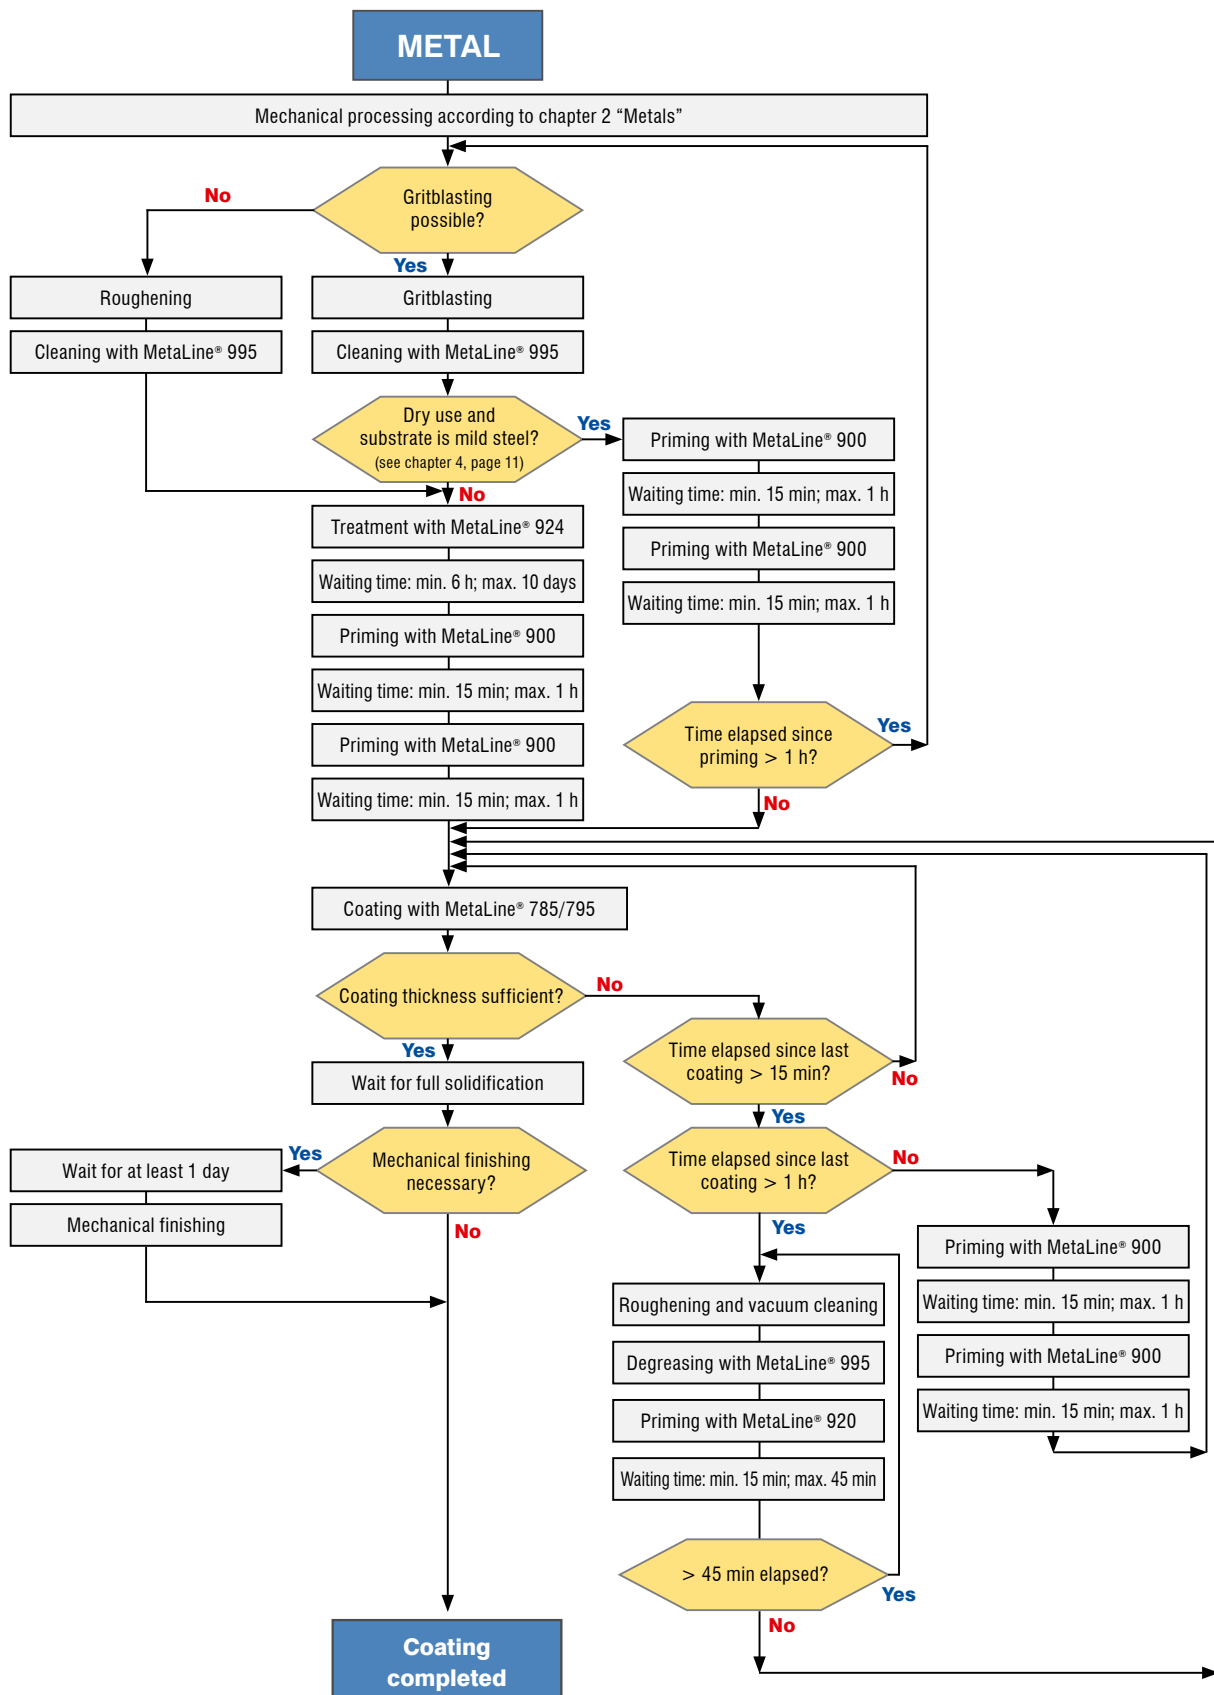 METAL
Mechanical processing according to chapter 2 “Metals”
Gritblasting
possible?
No
Yes
Roughening
Gritblasting
Cleaning with MetaLine® 995
Cleaning with MetaLine® 995
Dry use and
substrate is mild steel?
(see chapter 4, page 11)
Yes
No
Priming with MetaLine® 900
Waiting time: min. 15 min; max. 1 h
Priming with MetaLine® 900
Waiting time: min. 15 min; max. 1 h
Time elapsed since
priming > 1 h?
Yes
No
Treatment with MetaLine® 924
Waiting time: min. 6 h; max. 10 days
Priming with MetaLine® 900
Waiting time: min. 15 min; max. 1 h
Priming with MetaLine® 900
Waiting time: min. 15 min; max. 1 h
Coating with MetaLine® 785/795
Coating thickness sufficient?
No
Yes
Time elapsed since last
coating > 15 min?
No
Yes
Wait for full solidification
Mechanical finishing
necessary?
Yes
No
Wait for at least 1 day
Mechanical finishing
Time elapsed since last
coating > 1 h?
No
Yes
Priming with MetaLine® 900
Waiting time: min. 15 min; max. 1 h
Priming with MetaLine® 900
Waiting time: min. 15 min; max. 1 h
Roughening and vacuum cleaning
Degreasing with MetaLine® 995
Priming with MetaLine® 920
Waiting time: min. 15 min; max. 45 min
> 45 min elapsed?
Yes
No
Coating
completed